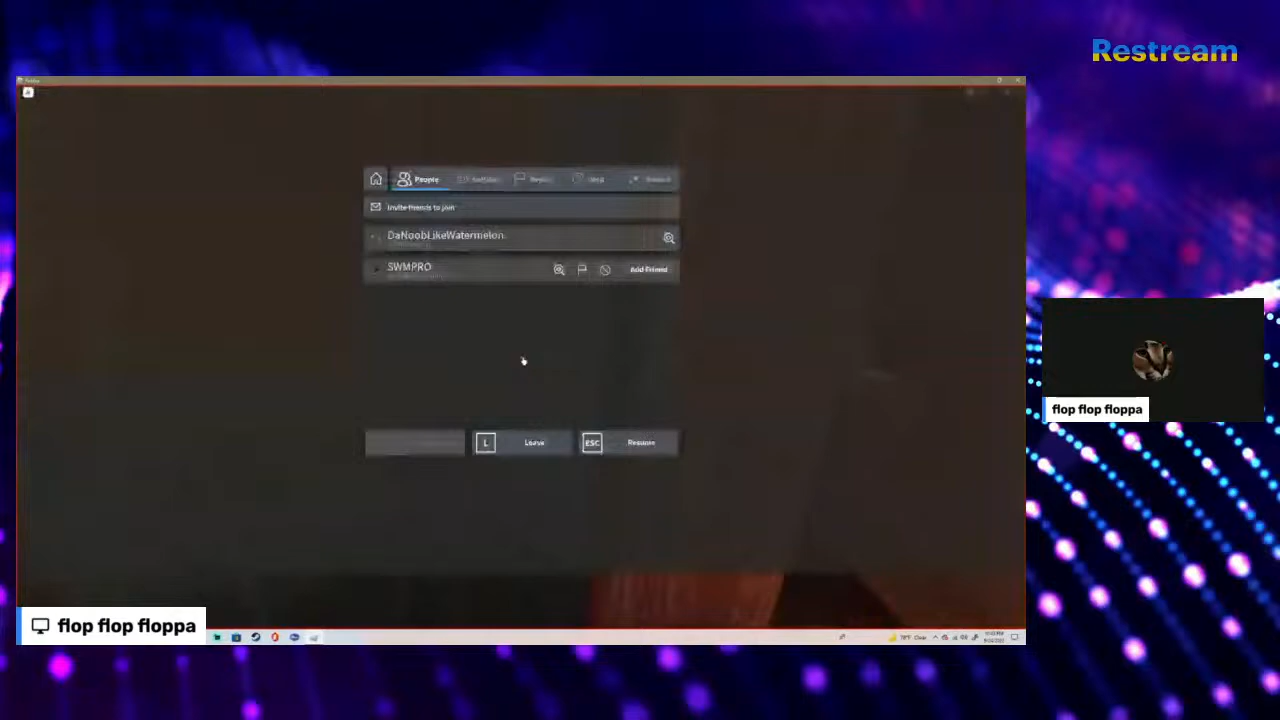 Restream
People
Invite friends to join
DaNoobLikeWatermelon
SWMPRO
Add Friend
L
Leave
ESC
Resume
flop flop floppa
flop flop floppa